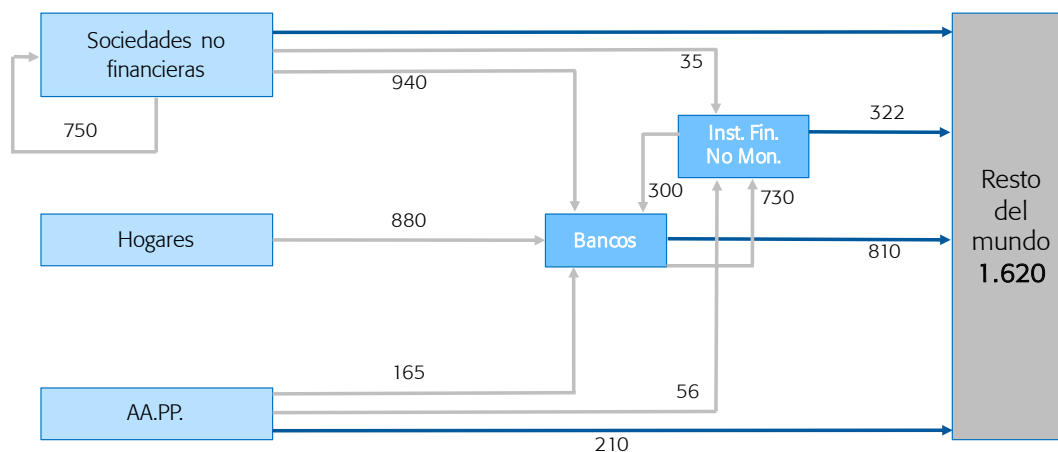 Sociedades no
financieras
35
940
750
322
Inst. Fin.
No Mon.
300
730
Resto
del
mundo
1.620
880
Hogares
Bancos
810
165
56
AA.PP.
210